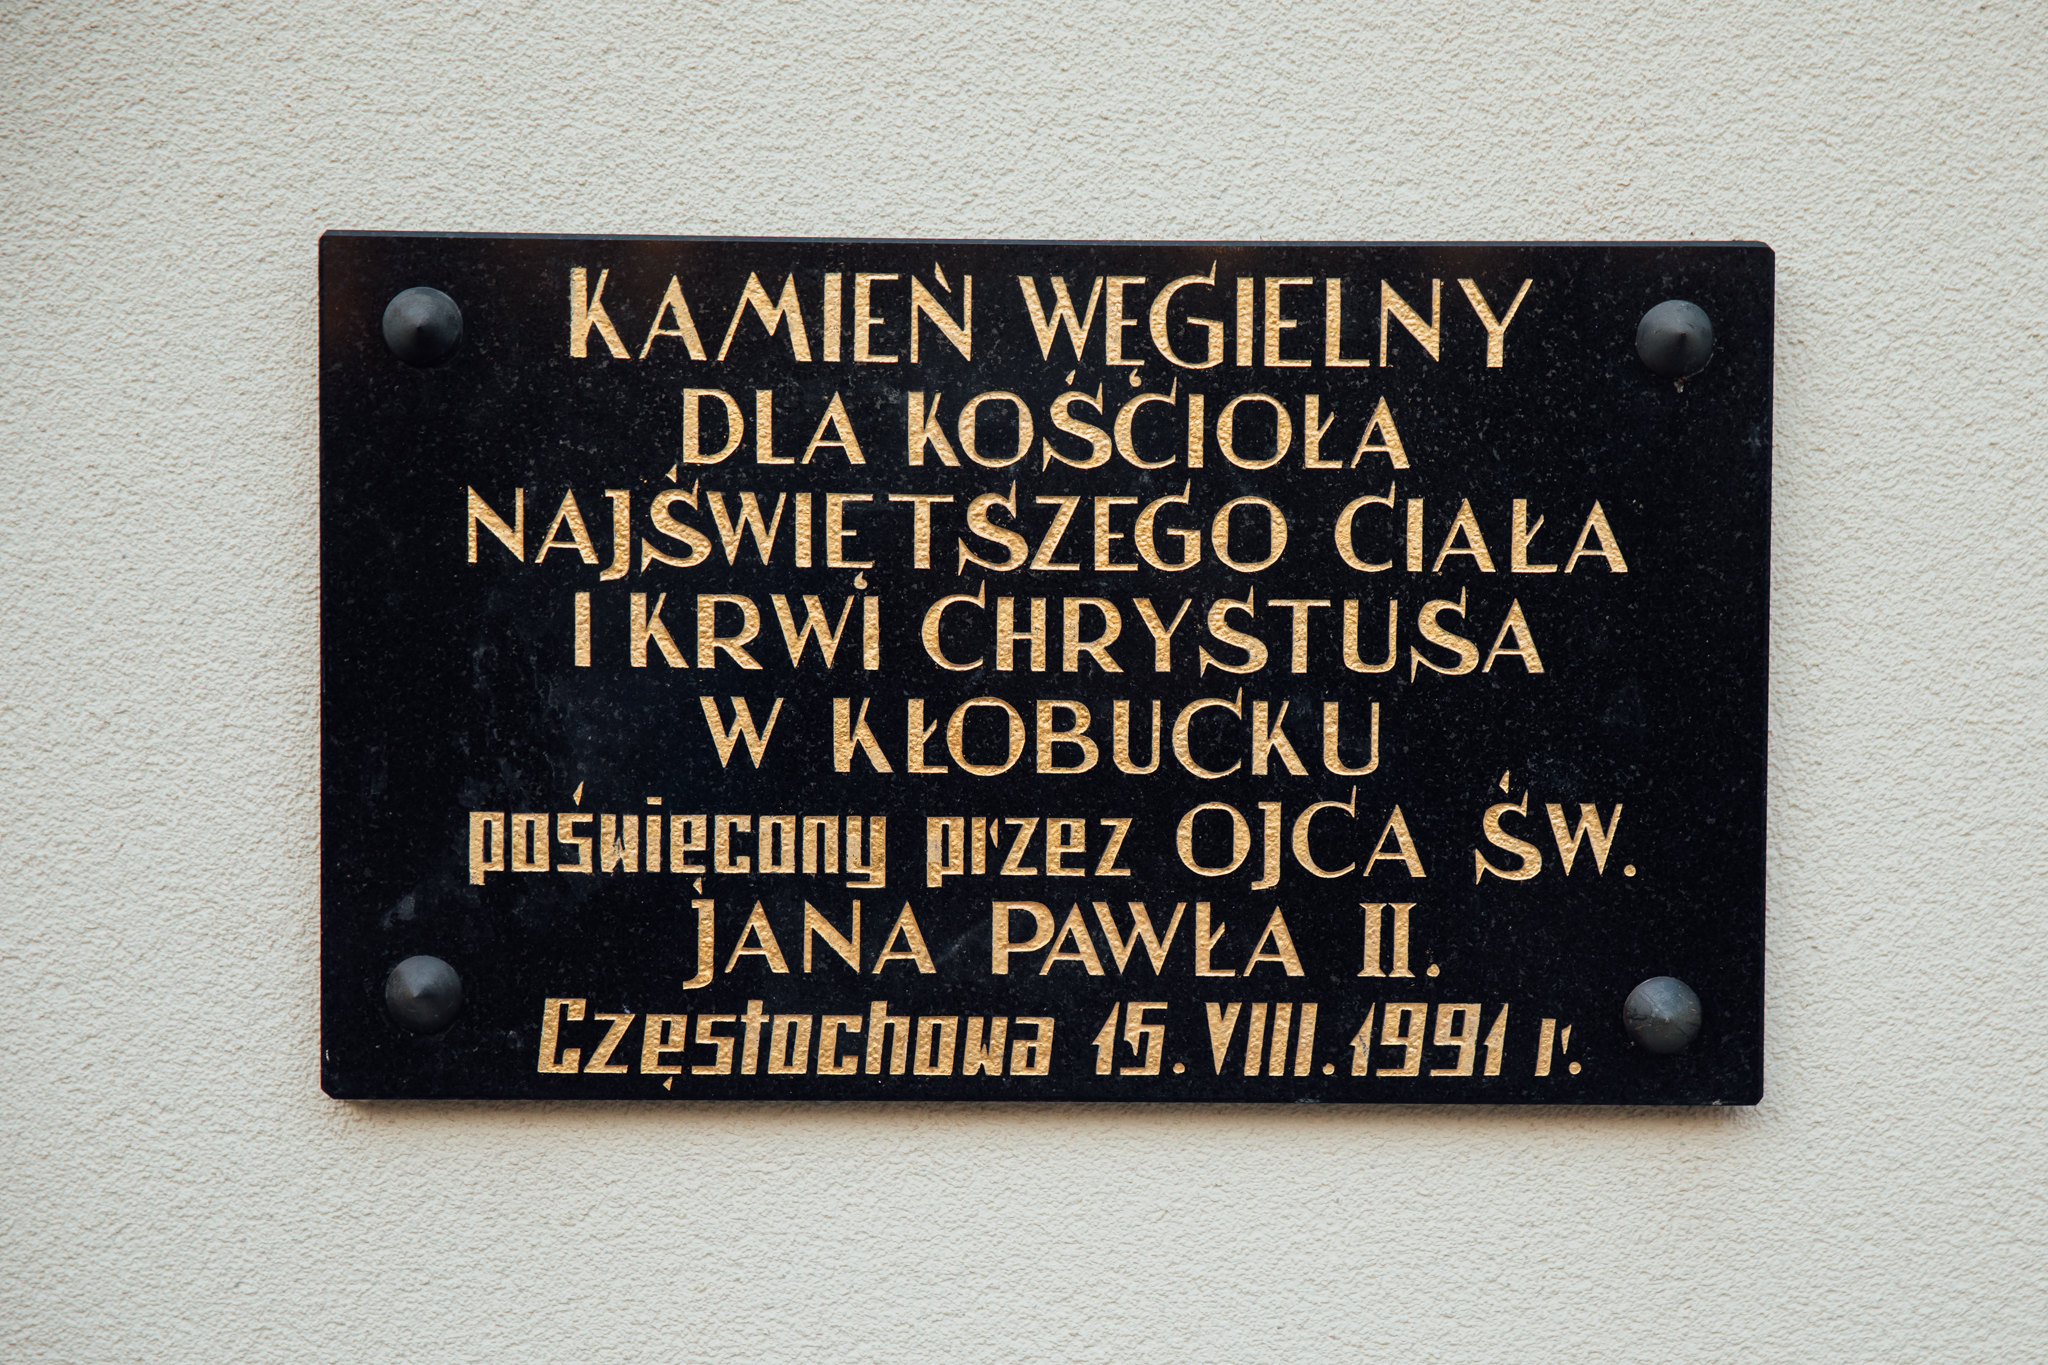 KAMIEŃ WĘGIELNY
DLA KOŚCIOŁA
NAJŚWIĘTSZEGO CIAŁA
I KRWI CHRYSTUSA
W KŁOBUCKU
poświęcony przez OJCA ŚW.
JANA PAWŁA II.
Częstochowa 15. VIII. 1991 r.